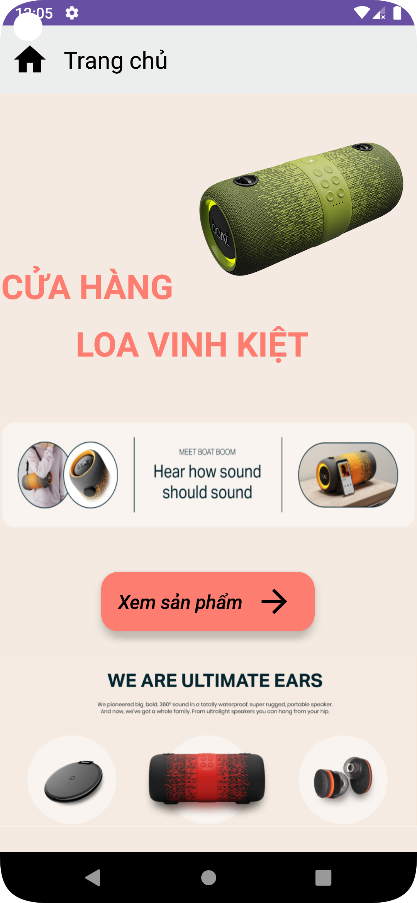 12:05
Trang chủ
CỬA HÀNG
LOA VINH KIỆT
MEET BOAT BOOM
Hear how sound
should sound
Xem sản phẩm
WE ARE ULTIMATE EARS
We pioneered big, bold, 360° sound in a totally waterproof, super rugged, portable speaker.
And now, we've got a whole family. From ultralight speakers you can hang from your hip.